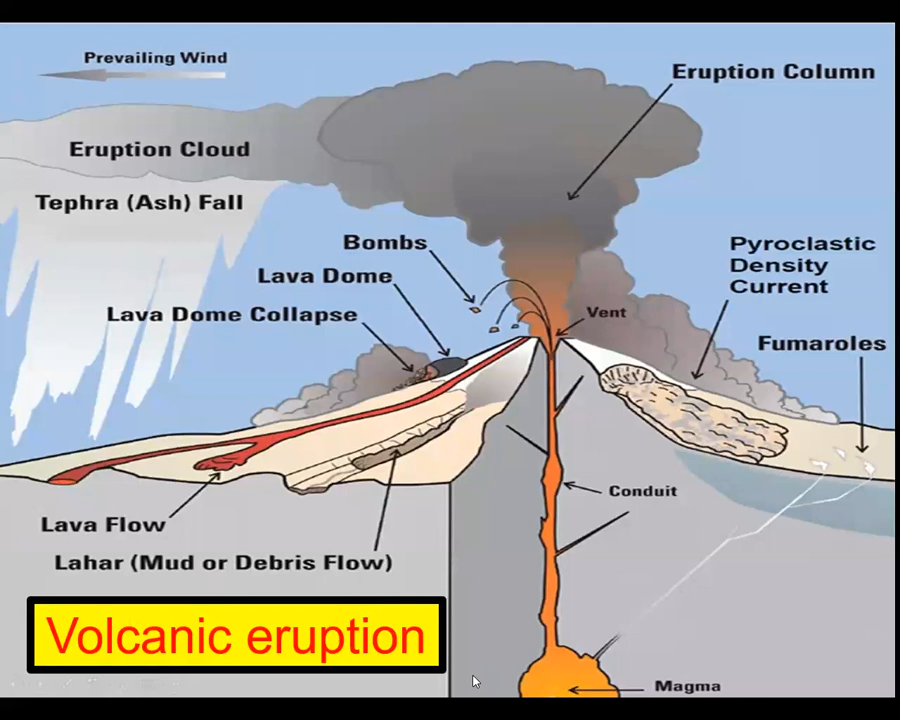 Prevailing Wind
Eruption Column
Eruption Cloud
Tephra (Ash) Fall
Bombs
Pyroclastic
Density
Current
Lava Dome
Lava Dome Collapse
Vent
Fumaroles
Conduit
Lava Flow
Lahar (Mud or Debris Flow)
Volcanic eruption
Magma